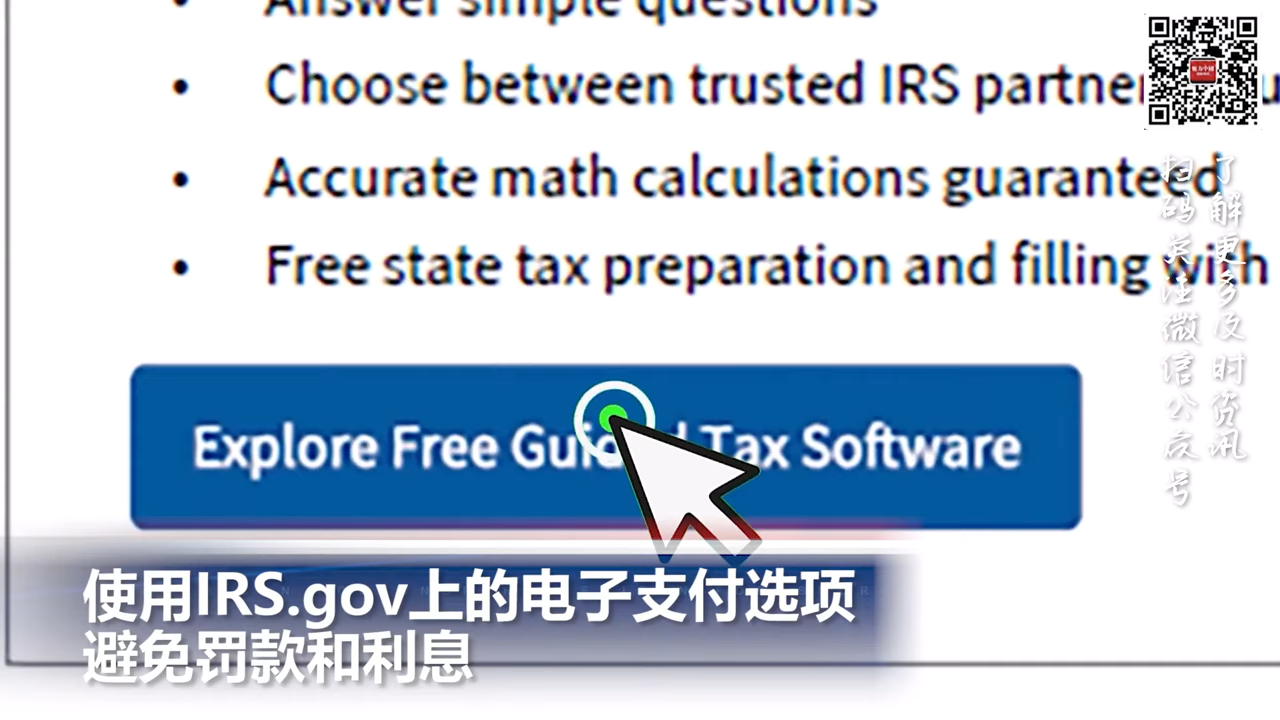 Answer simple questions
Choose between trusted IRS partner
Accurate math calculations guaranteed
Free state tax preparation and filling with
Explore Free Guided Tax Software
使用IRS.gov上的电子支付选项
避免罚款和利息
了解更多及时资讯
扫码关注微信公众号